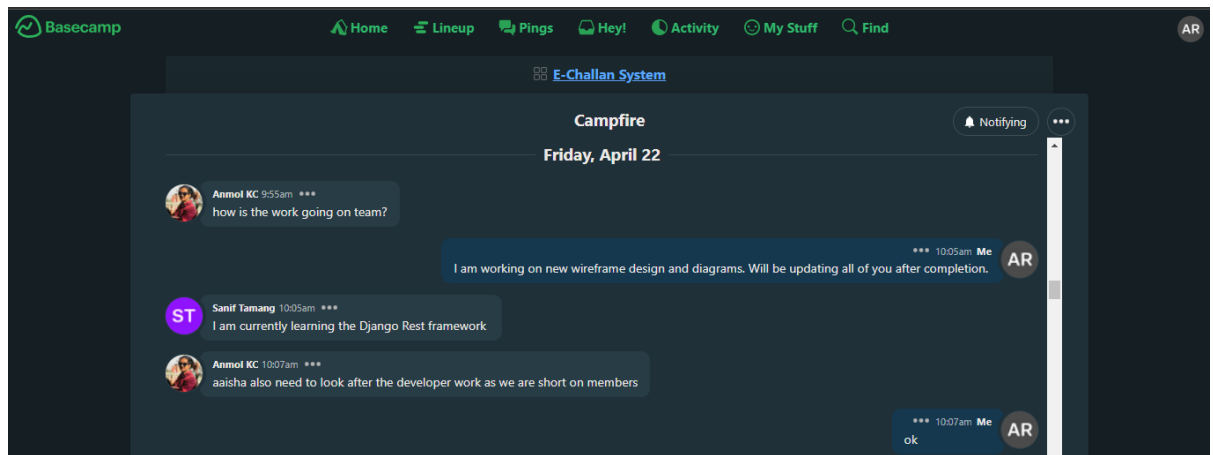 Basecamp
Home Lineup Pings Hey! Activity My Stuff Find
AR
E-Challan System
Campfire
Notifying
Friday, April 22
Anmol KC 9:55am
how is the work going on team?
10:05am Me
AR
I am working on new wireframe design and diagrams. Will be updating all of you after completion.
ST
Sanif Tamang 10:05am
I am currently learning the Django Rest framework
Anmol KC 10:07am
aaisha also need to look after the developer work as we are short on members
10:07am Me
AR
ok